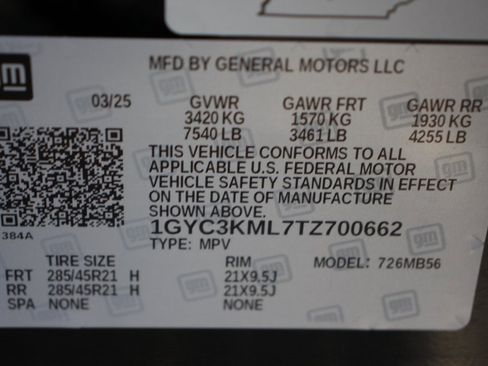 gm
MFD BY GENERAL MOTORS LLC
03/25 GVWR GAWR FRT GAWR RR
3420 KG 1570 KG 1930 KG
7540 LB 3461 LB 4255 LB
THIS VEHICLE CONFORMS TO ALL
APPLICABLE U.S. FEDERAL MOTOR
VEHICLE SAFETY STANDARDS IN EFFECT
ON THE DATE OF MANUFACTURE
SHOWN ABOVE.
384A
1GYC3KML7TZ700662
TYPE: MPV
TIRE SIZE RIM MODEL: 726MB56
FRT 285/45R21 H 21X9.5J
RR 285/45R21 H 21X9.5J
SPA NONE NONE